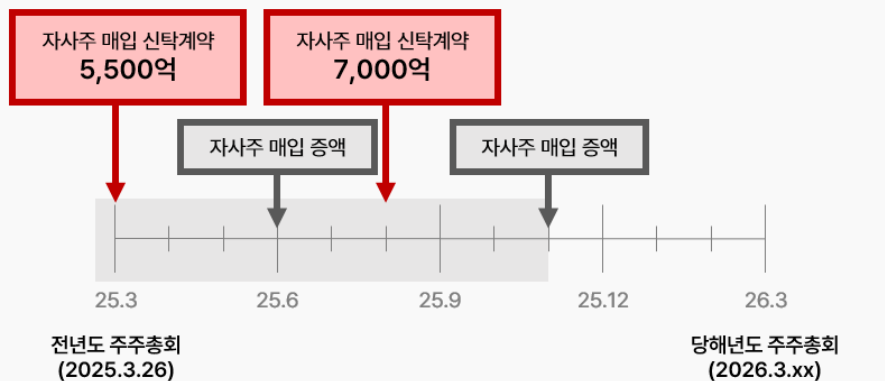 자사주 매입 신탁계약
5,500억
자사주 매입 신탁계약
7,000억
자사주 매입 증액
자사주 매입 증액
25.3
25.6
25.9
25.12
26.3
전년도 주주총회
(2025.3.26)
당해년도 주주총회
(2026.3.xx)